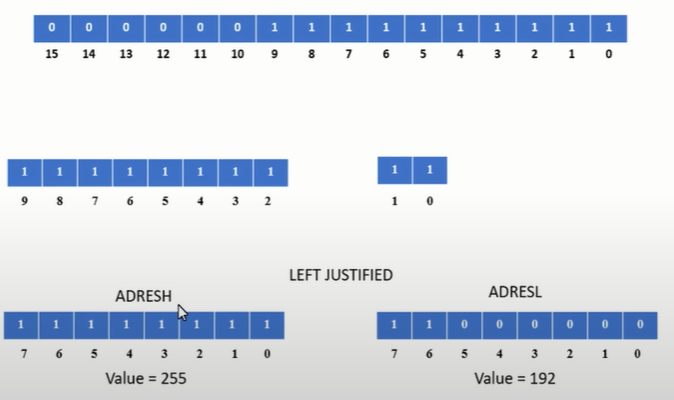 0 0 0 0 0 0 1 1 1 1 1 1 1 1 1 1
15 14 13 12 11 10 9 8 7 6 5 4 3 2 1 0
1 1 1 1 1 1 1 1
9 8 7 6 5 4 3 2
1 1
1 0
LEFT JUSTIFIED
ADRESH
1 1 1 1 1 1 1 1
7 6 5 4 3 2 1 0
Value = 255
ADRESL
1 1 0 0 0 0 0 0
7 6 5 4 3 2 1 0
Value = 192